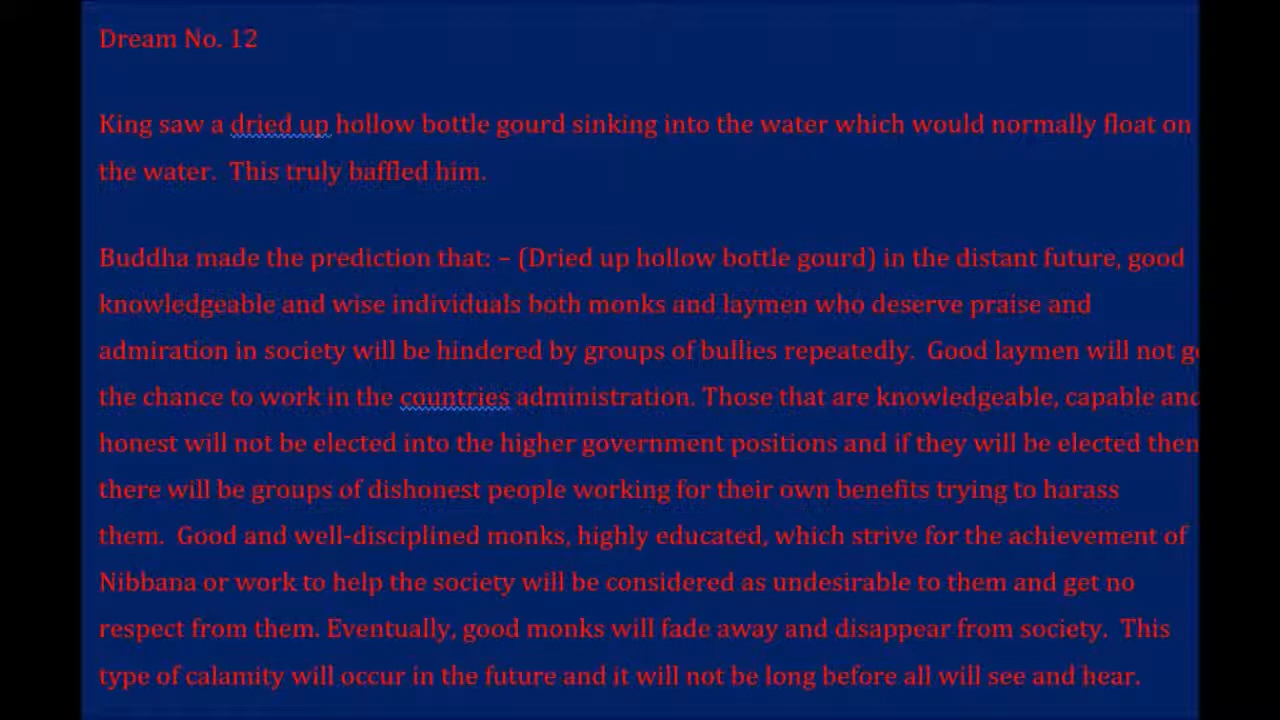 Dream No. 12
King saw a dried up hollow bottle gourd sinking into the water which would normally float on
the water.  This truly baffled him.
Buddha made the prediction that: – (Dried up hollow bottle gourd) in the distant future, good
knowledgeable and wise individuals both monks and laymen who deserve praise and
admiration in society will be hindered by groups of bullies repeatedly.  Good laymen will not
the chance to work in the countries administration. Those that are knowledgeable, capable and
honest will not be elected into the higher government positions and if they will be elected then
there will be groups of dishonest people working for their own benefits trying to harass
them.  Good and well-disciplined monks, highly educated, which strive for the achievement of
Nibbana or work to help the society will be considered as undesirable to them and get no
respect from them. Eventually, good monks will fade away and disappear from society.  This
type of calamity will occur in the future and it will not be long before all will see and hear.